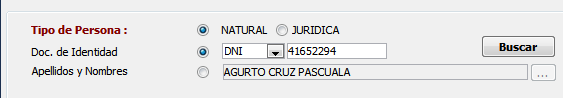 Tipo de Persona : NATURAL JURIDICA
Doc. de Identidad DNI 41652294 Buscar
Apellidos y Nombres AGURTO CRUZ PASCUALA ...